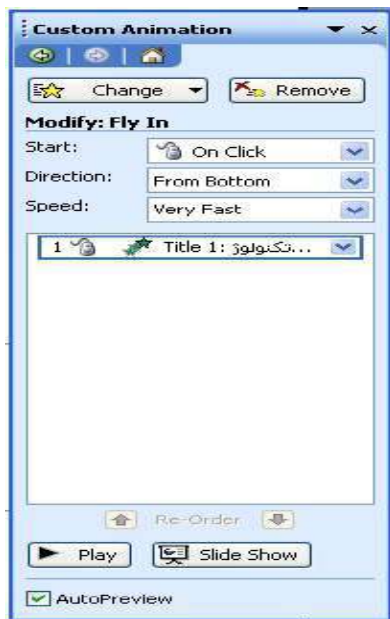 Custom Animation
Change
Remove
Modify: Fly In
Start: On Click
Direction: From Bottom
Speed: Very Fast
1 Title 1: تکنولوژ...
Re-Order
Play
Slide Show
AutoPreview